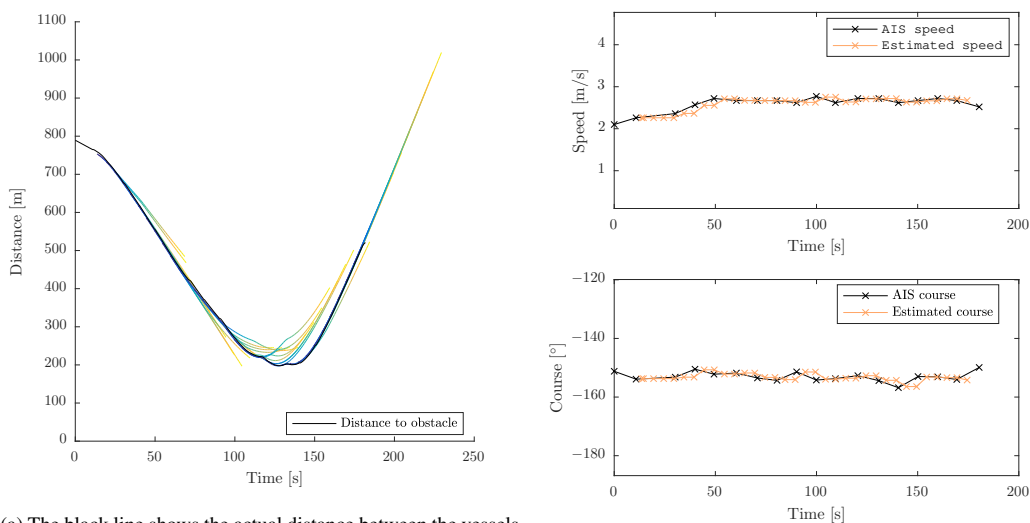 1100
1000
900
800
700
600
500
400
300
200
100
0
Distance [m]
0 50 100 150 200 250
Time [s]
Distance to obstacle
4
3
2
1
Speed [m/s]
0 50 100 150 200
Time [s]
AIS speed
Estimated speed
−120
−140
−160
−180
Course [°]
0 50 100 150 200
Time [s]
AIS course
Estimated course
(a) The black line shows the actual distance between the vessels